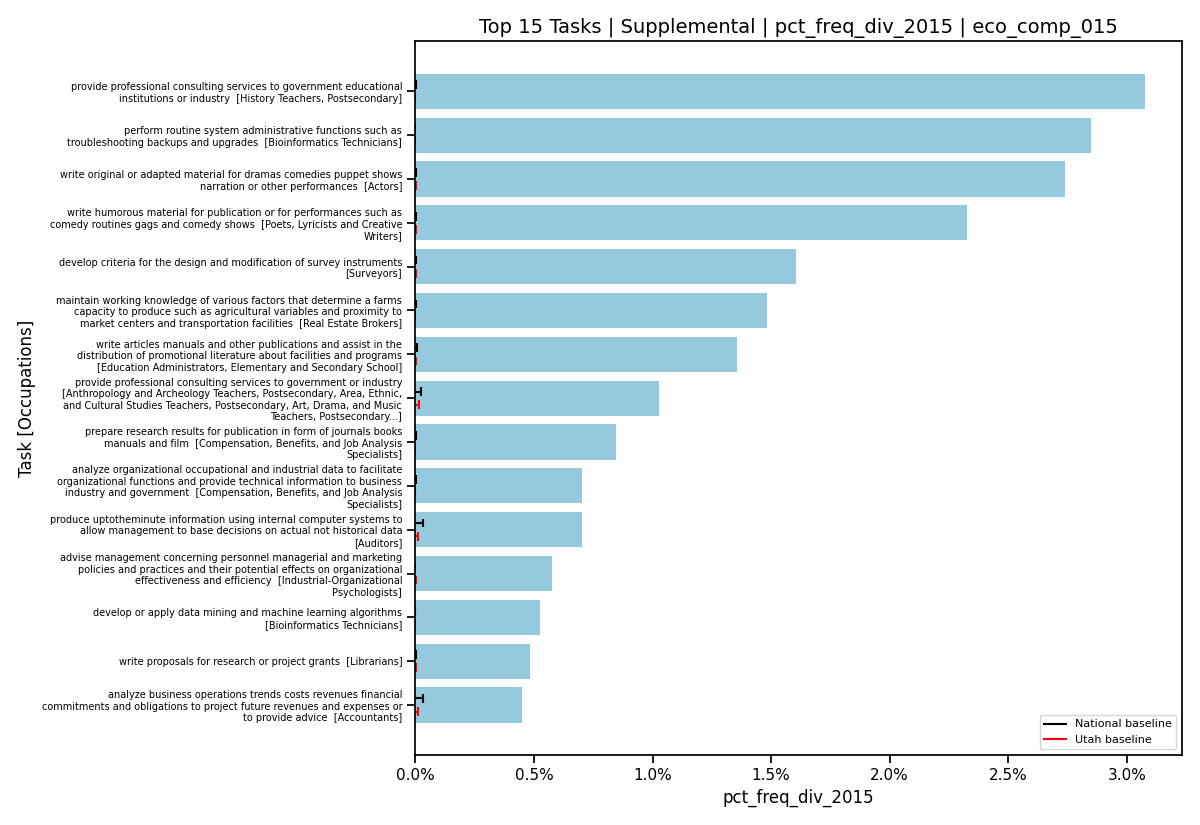 Top 15 Tasks | Supplemental | pct_freq_div_2015 | eco_comp_015
provide professional consulting services to government educational
institutions or industry  [History Teachers, Postsecondary]
perform routine system administrative functions such as
troubleshooting backups and upgrades  [Bioinformatics Technicians]
write original or adapted material for dramas comedies puppet shows
narration or other performances  [Actors]
write humorous material for publication or for performances such as
comedy routines gags and comedy shows  [Poets, Lyricists and Creative
Writers]
develop criteria for the design and modification of survey instruments
[Surveyors]
maintain working knowledge of various factors that determine a farms
capacity to produce such as agricultural variables and proximity to
market centers and transportation facilities  [Real Estate Brokers]
write articles manuals and other publications and assist in the
distribution of promotional literature about facilities and programs
[Education Administrators, Elementary and Secondary School]
provide professional consulting services to government or industry
[Anthropology and Archeology Teachers, Postsecondary, Area, Ethnic,
and Cultural Studies Teachers, Postsecondary, Art, Drama, and Music
Teachers, Postsecondary...]
prepare research results for publication in form of journals books
manuals and film  [Compensation, Benefits, and Job Analysis
Specialists]
analyze organizational occupational and industrial data to facilitate
organizational functions and provide technical information to business
industry and government  [Compensation, Benefits, and Job Analysis
Specialists]
produce uptotheminute information using internal computer systems to
allow management to base decisions on actual not historical data
[Auditors]
advise management concerning personnel managerial and marketing
policies and practices and their potential effects on organizational
effectiveness and efficiency  [Industrial-Organizational
Psychologists]
develop or apply data mining and machine learning algorithms
[Bioinformatics Technicians]
write proposals for research or project grants  [Librarians]
analyze business operations trends costs revenues financial
commitments and obligations to project future revenues and expenses or
to provide advice  [Accountants]
Task [Occupations]
National baseline
Utah baseline
0.0% 0.5% 1.0% 1.5% 2.0% 2.5% 3.0%
pct_freq_div_2015